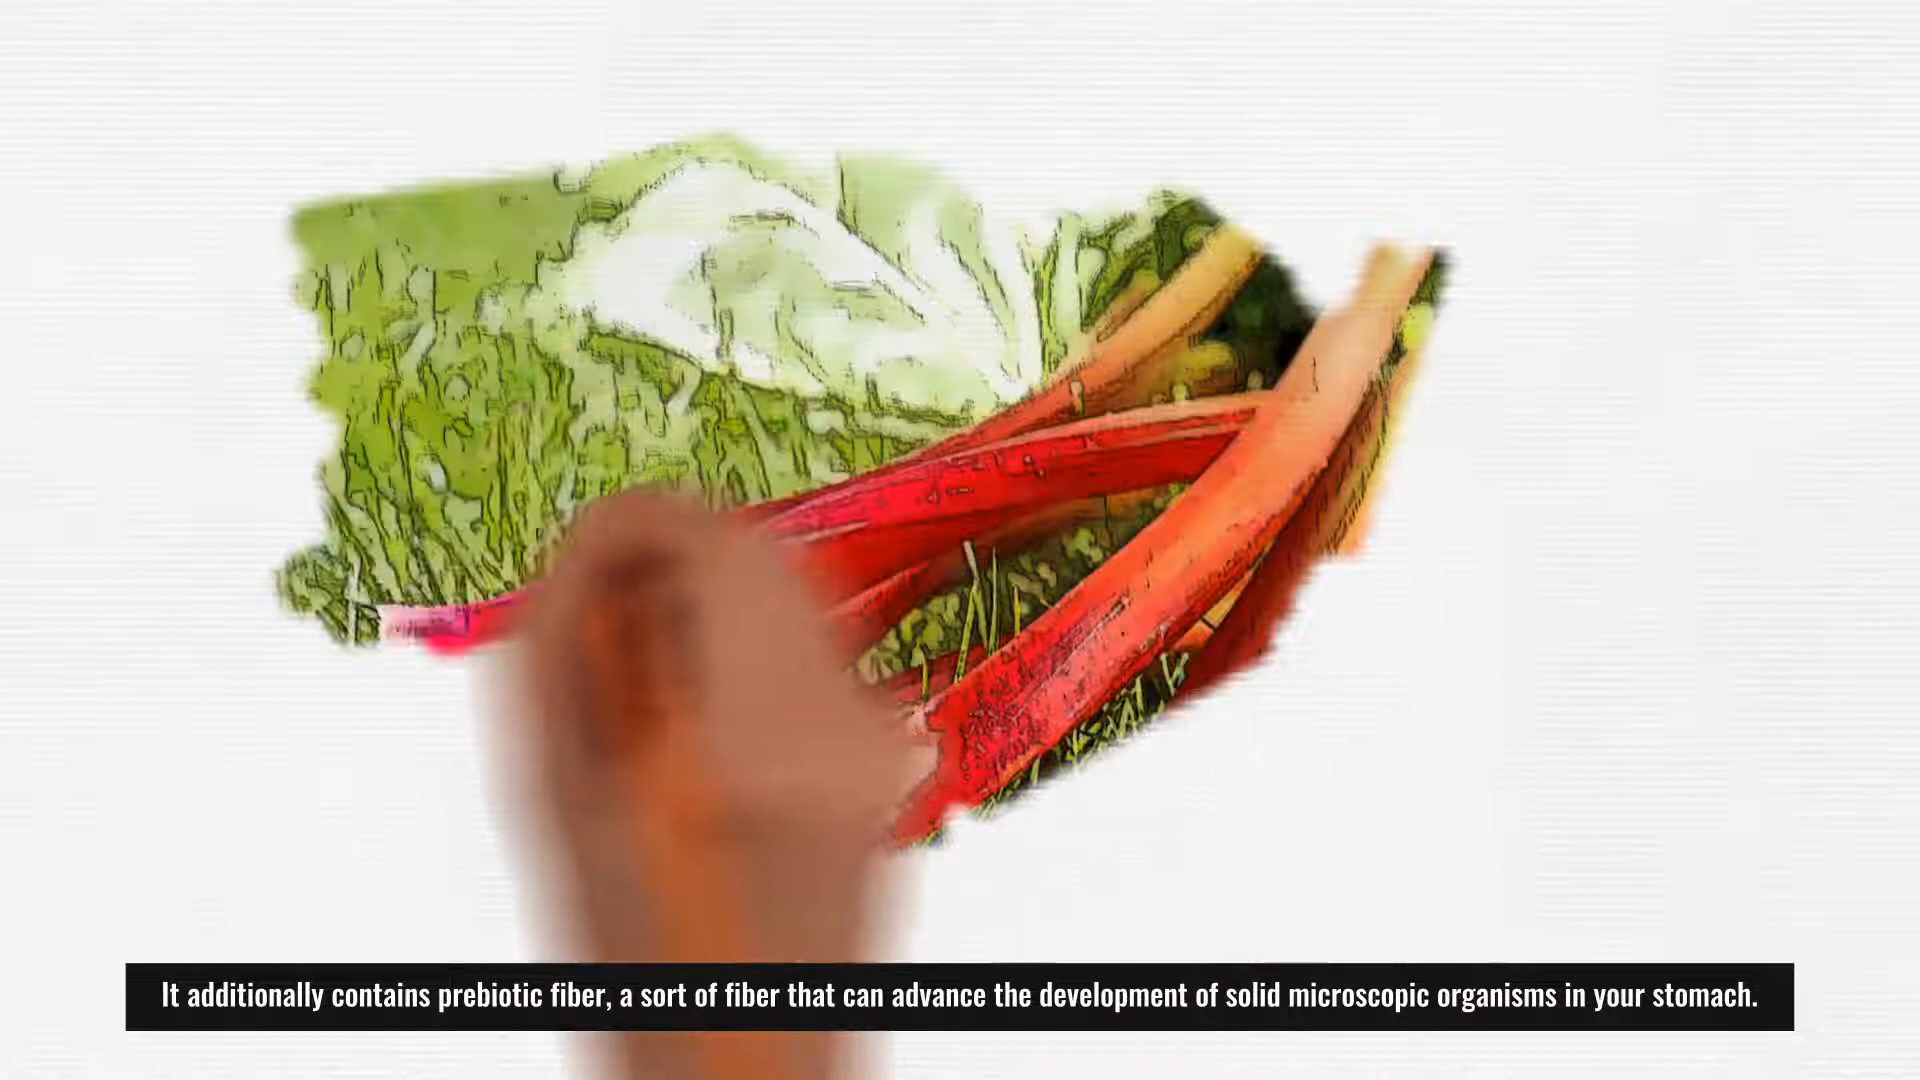 It additionally contains prebiotic fiber, a sort of fiber that can advance the development of solid microscopic organisms in your stomach.